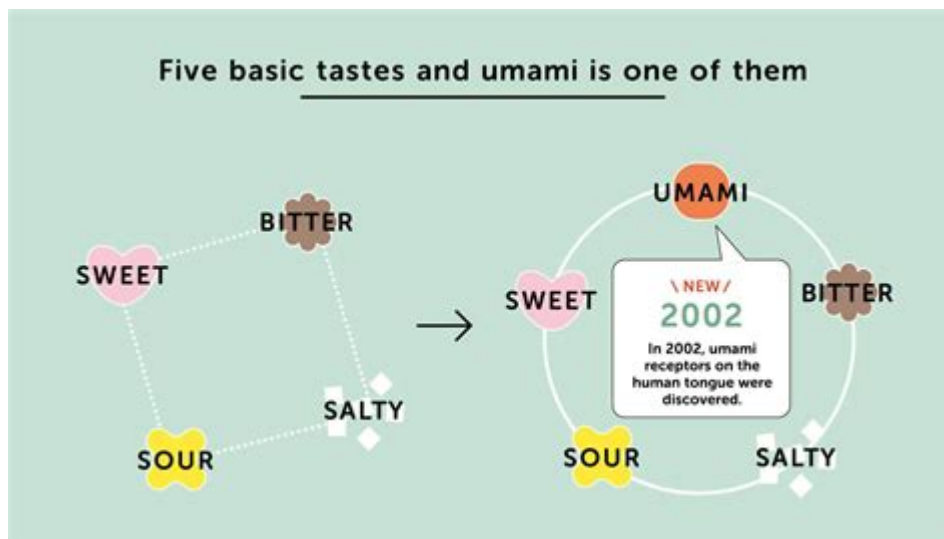 Five basic tastes and umami is one of them
BITTER
SWEET
SALTY
SOUR
UMAMI
SWEET
BITTER
\ NEW /
2002
In 2002, umami
receptors on the
human tongue were
discovered.
SOUR
SALTY